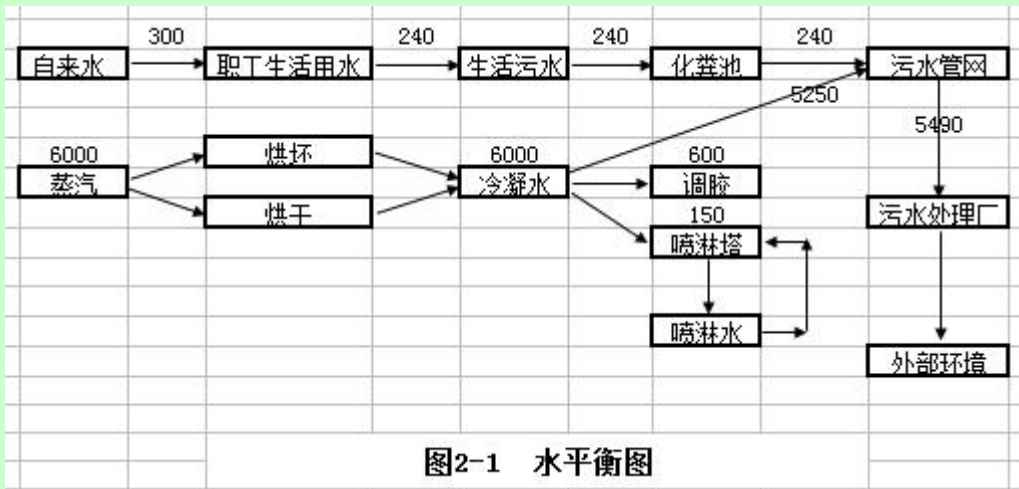 300 240 240 240
自来水 职工生活用水 生活污水 化粪池 污水管网
5250
5490
6000 烘坯 6000 600
蒸汽 冷凝水 调胶
烘干 150 污水处理厂
喷淋塔
喷淋水
外部环境
图2-1 水平衡图